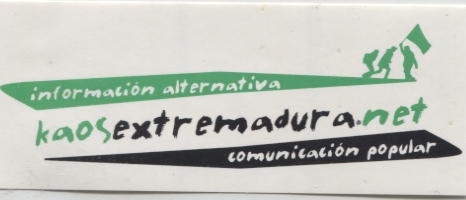 información alternativa
kaosextremadura.net
comunicación popular